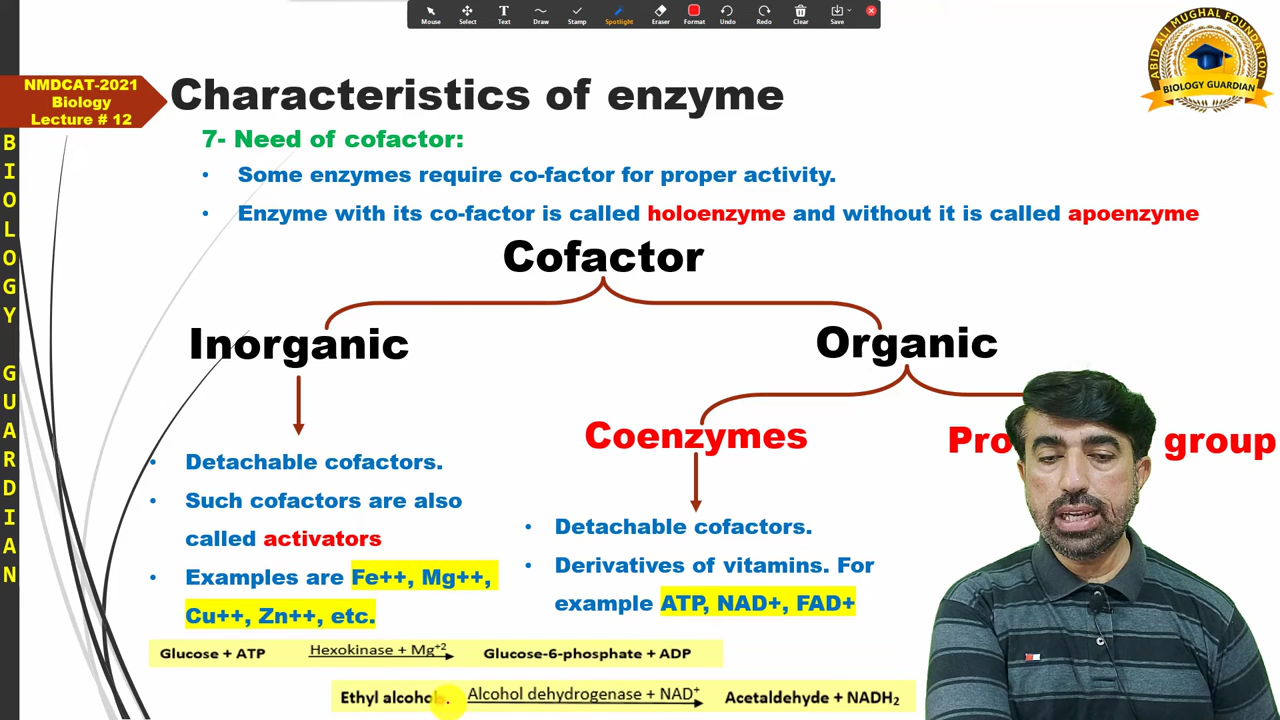 Mouse Select Text Draw Stamp Spotlight Eraser Format Undo Redo Clear Save
ABID ALI MUGHAL FOUNDATION
BIOLOGY GUARDIAN
NMDCAT-2021
Biology
Lecture # 12
BIOLOGY GUARDIAN
Characteristics of enzyme
7- Need of cofactor:
• Some enzymes require co-factor for proper activity.
• Enzyme with its co-factor is called holoenzyme and without it is called apoenzyme
Cofactor
Inorganic
Organic
• Detachable cofactors.
• Such cofactors are also
called activators
• Examples are Fe++, Mg++,
Cu++, Zn++, etc.
Coenzymes
group
• Detachable cofactors.
• Derivatives of vitamins. For
example ATP, NAD+, FAD+
Glucose + ATP Hexokinase + Mg+2 Glucose-6-phosphate + ADP
Ethyl alcohol. Alcohol dehydrogenase + NAD+ Acetaldehyde + NADH2